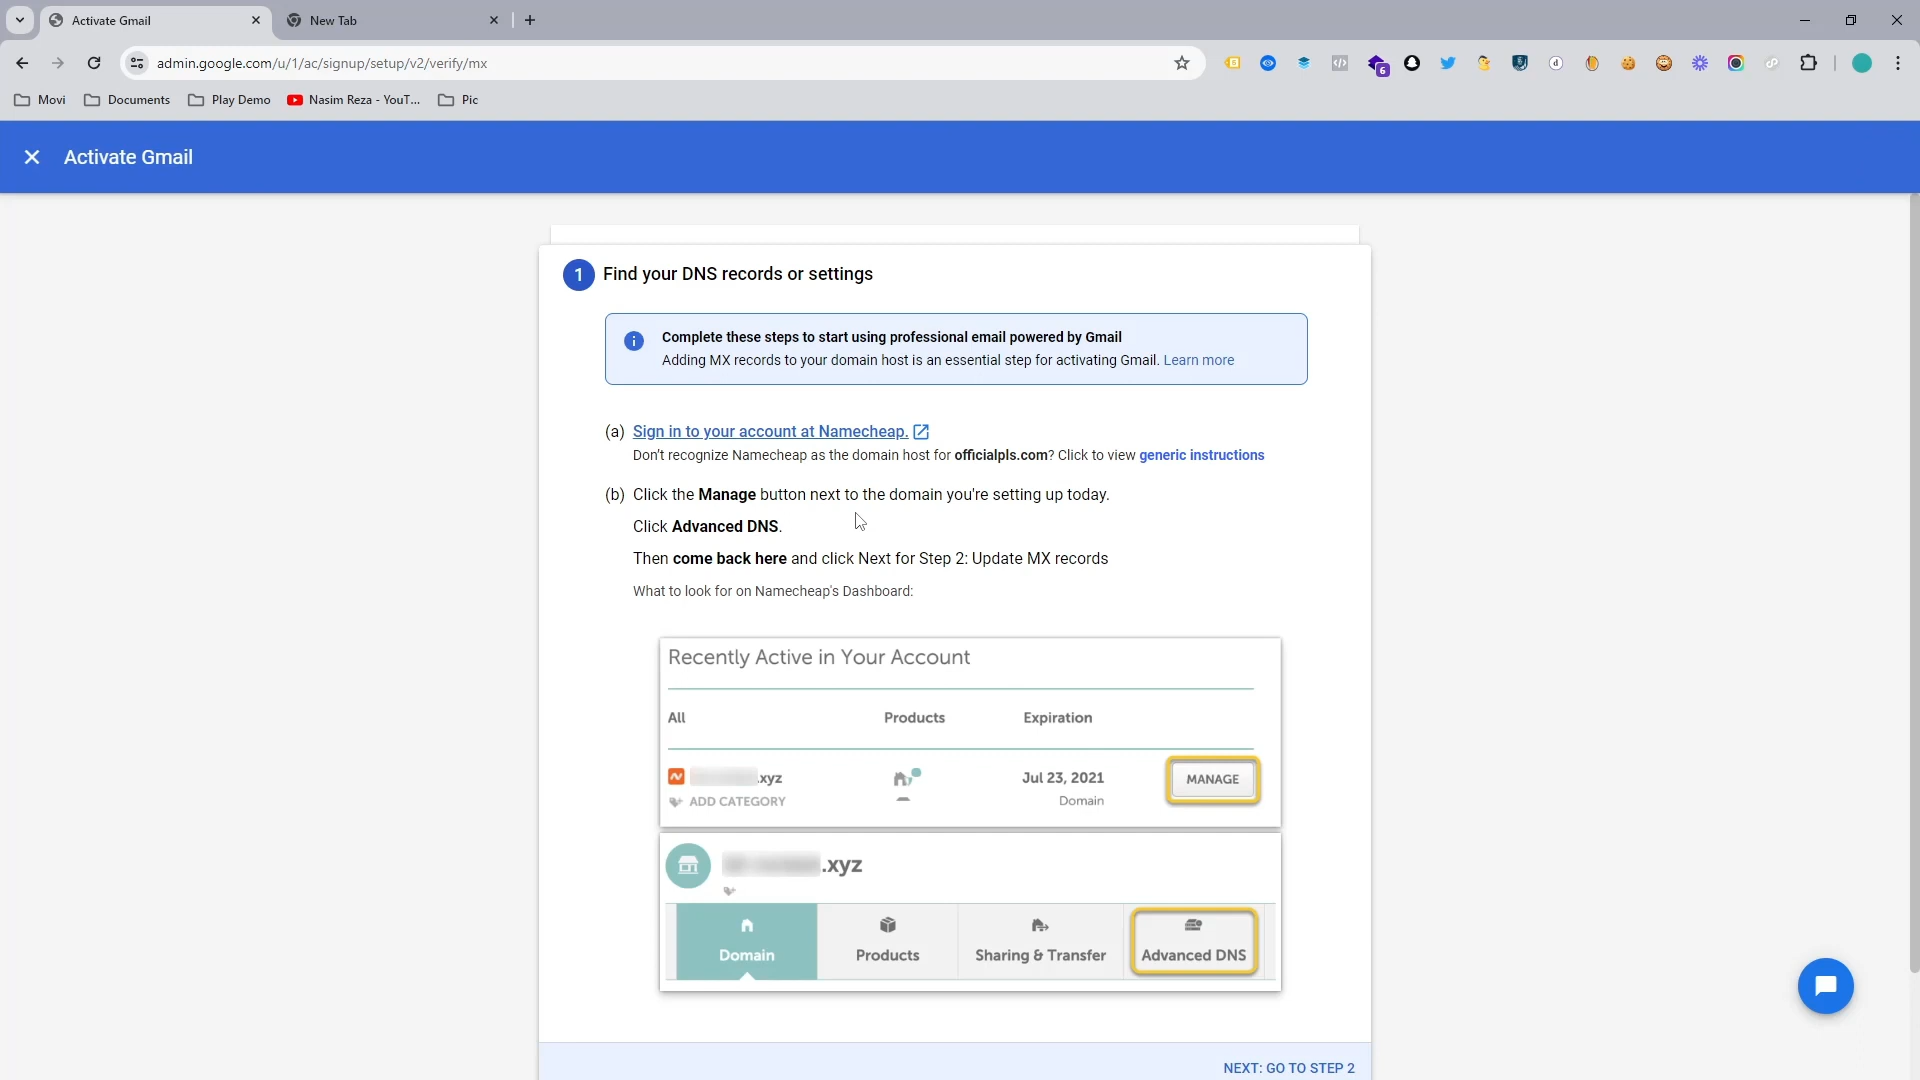 Activate Gmail
New Tab
admin.google.com/u/1/ac/signup/setup/v2/verify/mx
6
Movi
Documents
Play Demo
Nasim Reza - YouT...
Pic
Activate Gmail
1 Find your DNS records or settings
Complete these steps to start using professional email powered by Gmail
Adding MX records to your domain host is an essential step for activating Gmail. Learn more
(a) Sign in to your account at Namecheap.
Don't recognize Namecheap as the domain host for officialpls.com? Click to view generic instructions
(b) Click the Manage button next to the domain you're setting up today.
Click Advanced DNS.
Then come back here and click Next for Step 2: Update MX records
What to look for on Namecheap's Dashboard:
Recently Active in Your Account
All Products Expiration
.xyz Jul 23, 2021 MANAGE
ADD CATEGORY Domain
.xyz
Domain Products Sharing & Transfer Advanced DNS
NEXT: GO TO STEP 2